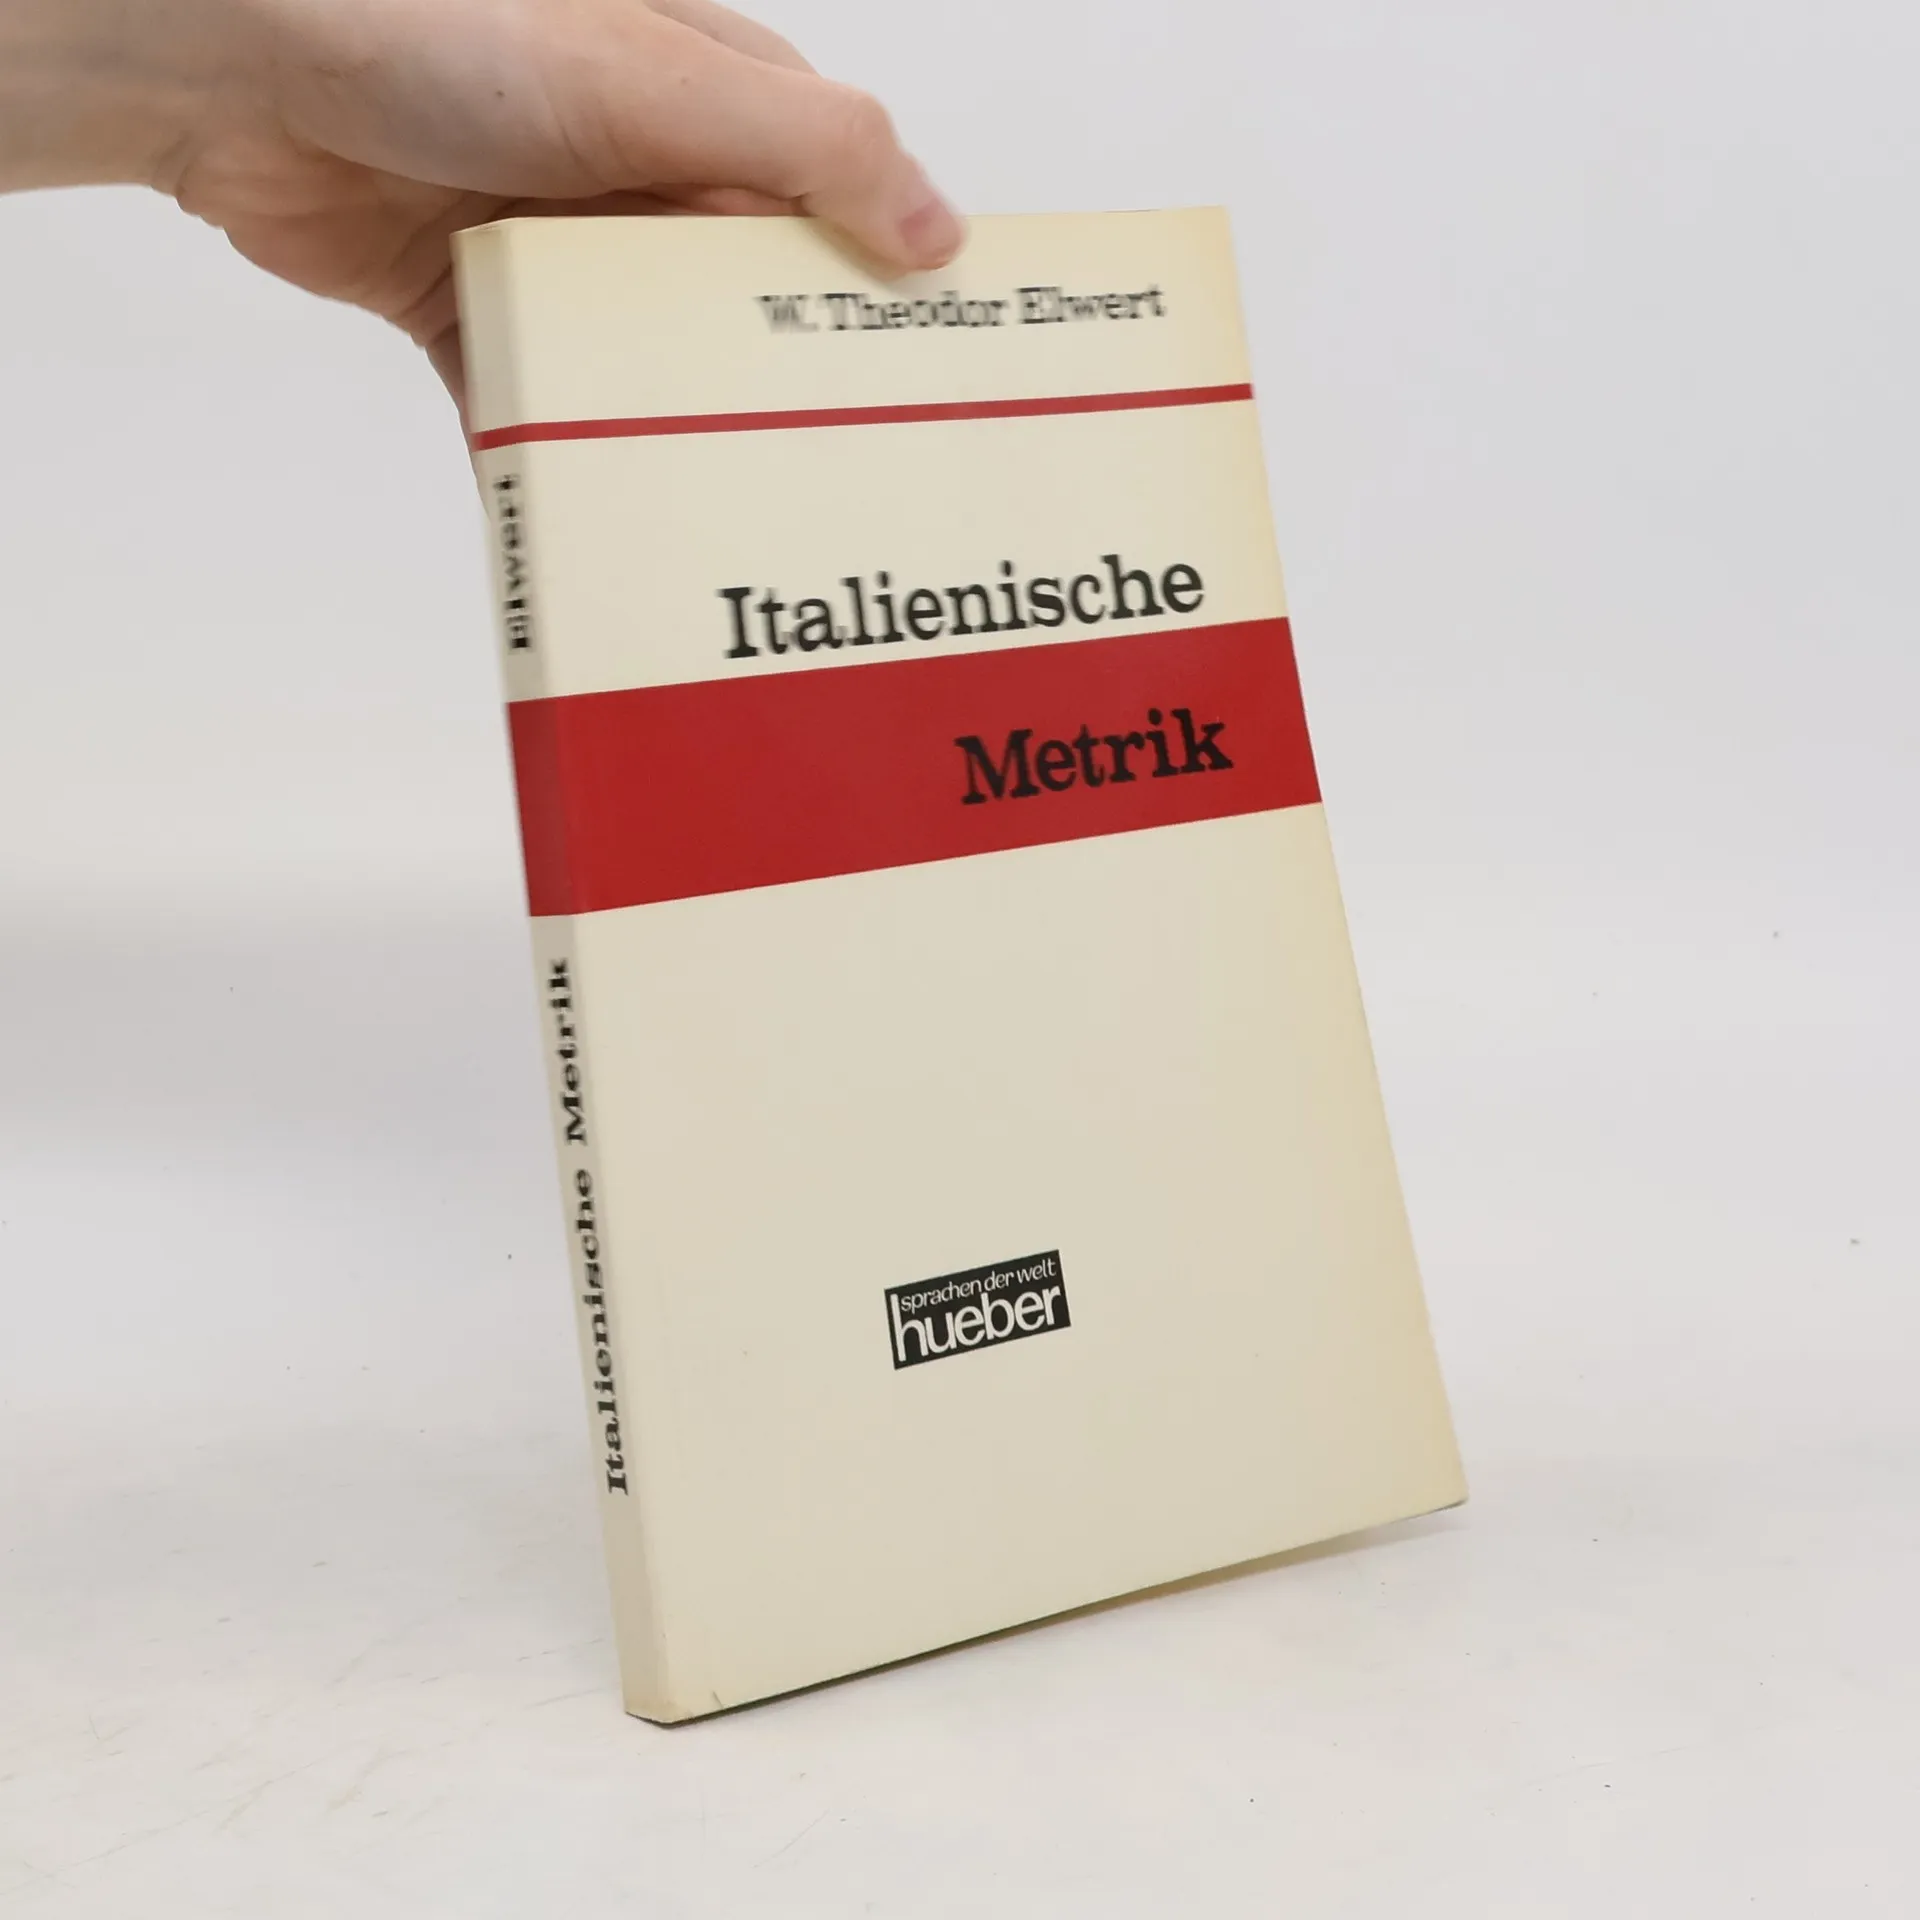 W. Theodor Elwert
Italienische
Metrik
sprachen der welt
hueber
Elwert
Italienische Metrik